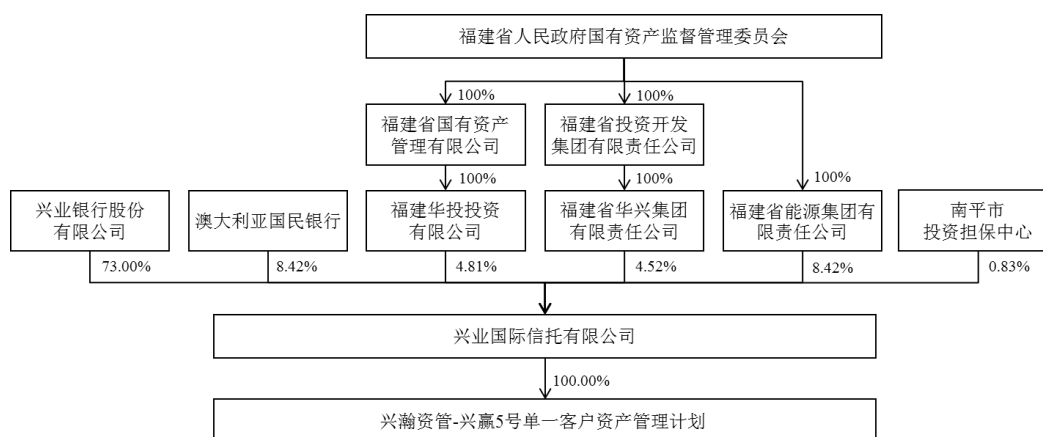 福建省人民政府国有资产监督管理委员会
100%
100%
100%
福建省国有资产
管理有限公司
福建省投资开发
集团有限责任公司
100%
100%
兴业银行股份
有限公司
澳大利亚国民银行
福建华投投资
有限公司
福建省华兴集团
有限责任公司
福建省能源集团有
限责任公司
南平市
投资担保中心
73.00%
8.42%
4.81%
4.52%
8.42%
0.83%
兴业国际信托有限公司
100.00%
兴瀚资管-兴赢5号单一客户资产管理计划